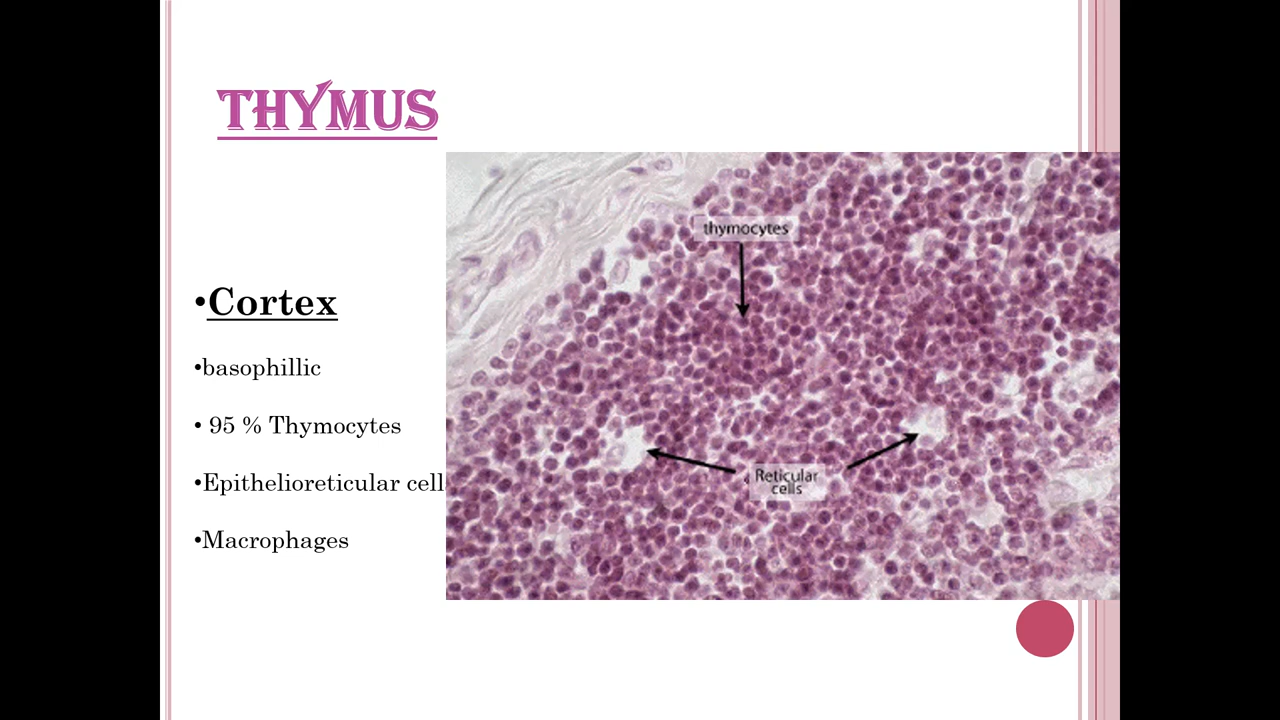 THYMUS
thymocytes
•Cortex
•basophillic
• 95 % Thymocytes
•Epithelioreticular cell
Reticular
cells
•Macrophages